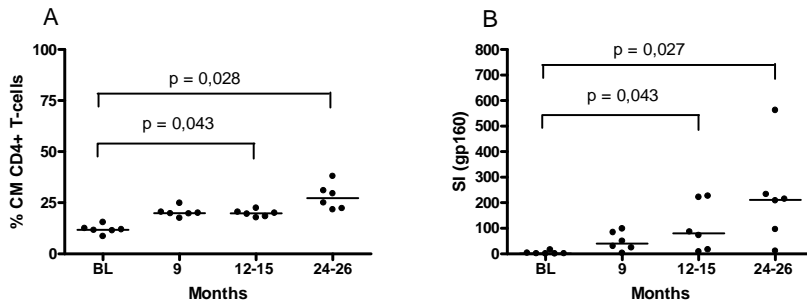 A
% CM CD4+ T-cells
100
75
50
25
0
p = 0,028
p = 0,043
BL
9
12-15
24-26
Months
B
SI (gp160)
800
700
600
500
400
300
200
100
0
p = 0,027
p = 0,043
BL
9
12-15
24-26
Months